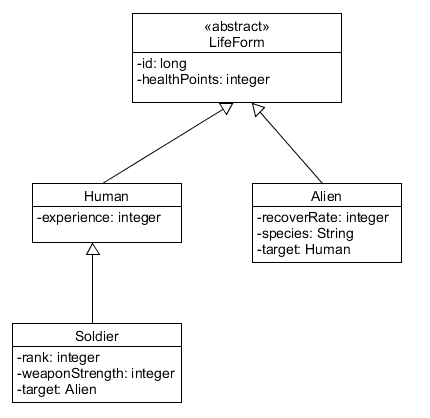 «abstract»
LifeForm
-id: long
-healthPoints: integer
Human
-experience: integer
Alien
-recoverRate: integer
-species: String
-target: Human
Soldier
-rank: integer
-weaponStrength: integer
-target: Alien